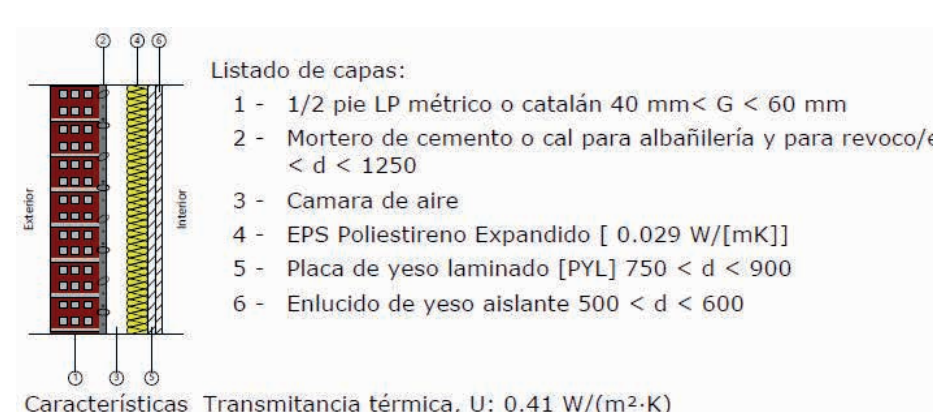 2 4 6
Listado de capas:
1 - 1/2 pie LP métrico o catalán 40 mm< G < 60 mm
2 - Mortero de cemento o cal para albañilería y para revoco/e
< d < 1250
3 - Camara de aire
4 - EPS Poliestireno Expandido [ 0.029 W/[mK]]
5 - Placa de yeso laminado [PYL] 750 < d < 900
6 - Enlucido de yeso aislante 500 < d < 600
Exterior
Interior
1 3 5
Características Transmitancia térmica, U: 0.41 W/(m²·K)